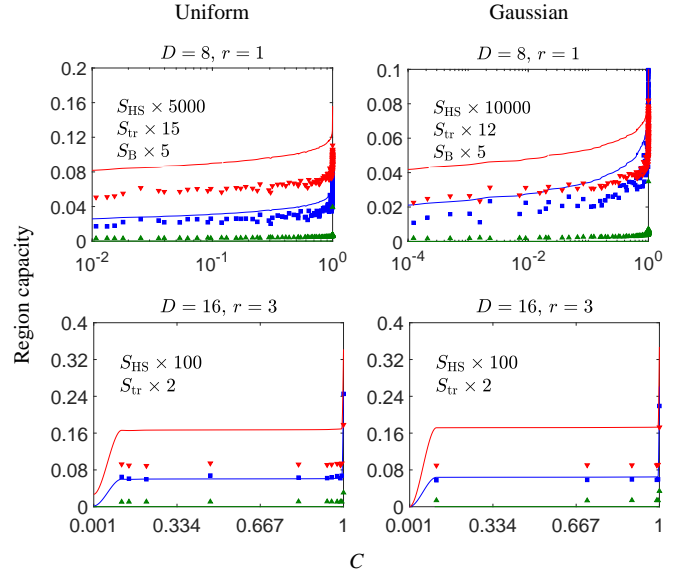 Uniform Gaussian
D = 8, r = 1 D = 8, r = 1
0.2 0.1
0.16 0.08
S_HS × 5000 S_HS × 10000
S_tr × 15 S_tr × 12
0.12 0.06
S_B × 5 S_B × 5
0.08 0.04
0.04 0.02
0 0
10^-2 10^-1 10^0 10^-4 10^-2 10^0
Region capacity
D = 16, r = 3 D = 16, r = 3
0.4 0.4
0.32 0.32
S_HS × 100 S_HS × 100
S_tr × 2 S_tr × 2
0.24 0.24
0.16 0.16
0.08 0.08
0 0
0.001 0.334 0.667 1 0.001 0.334 0.667 1
C